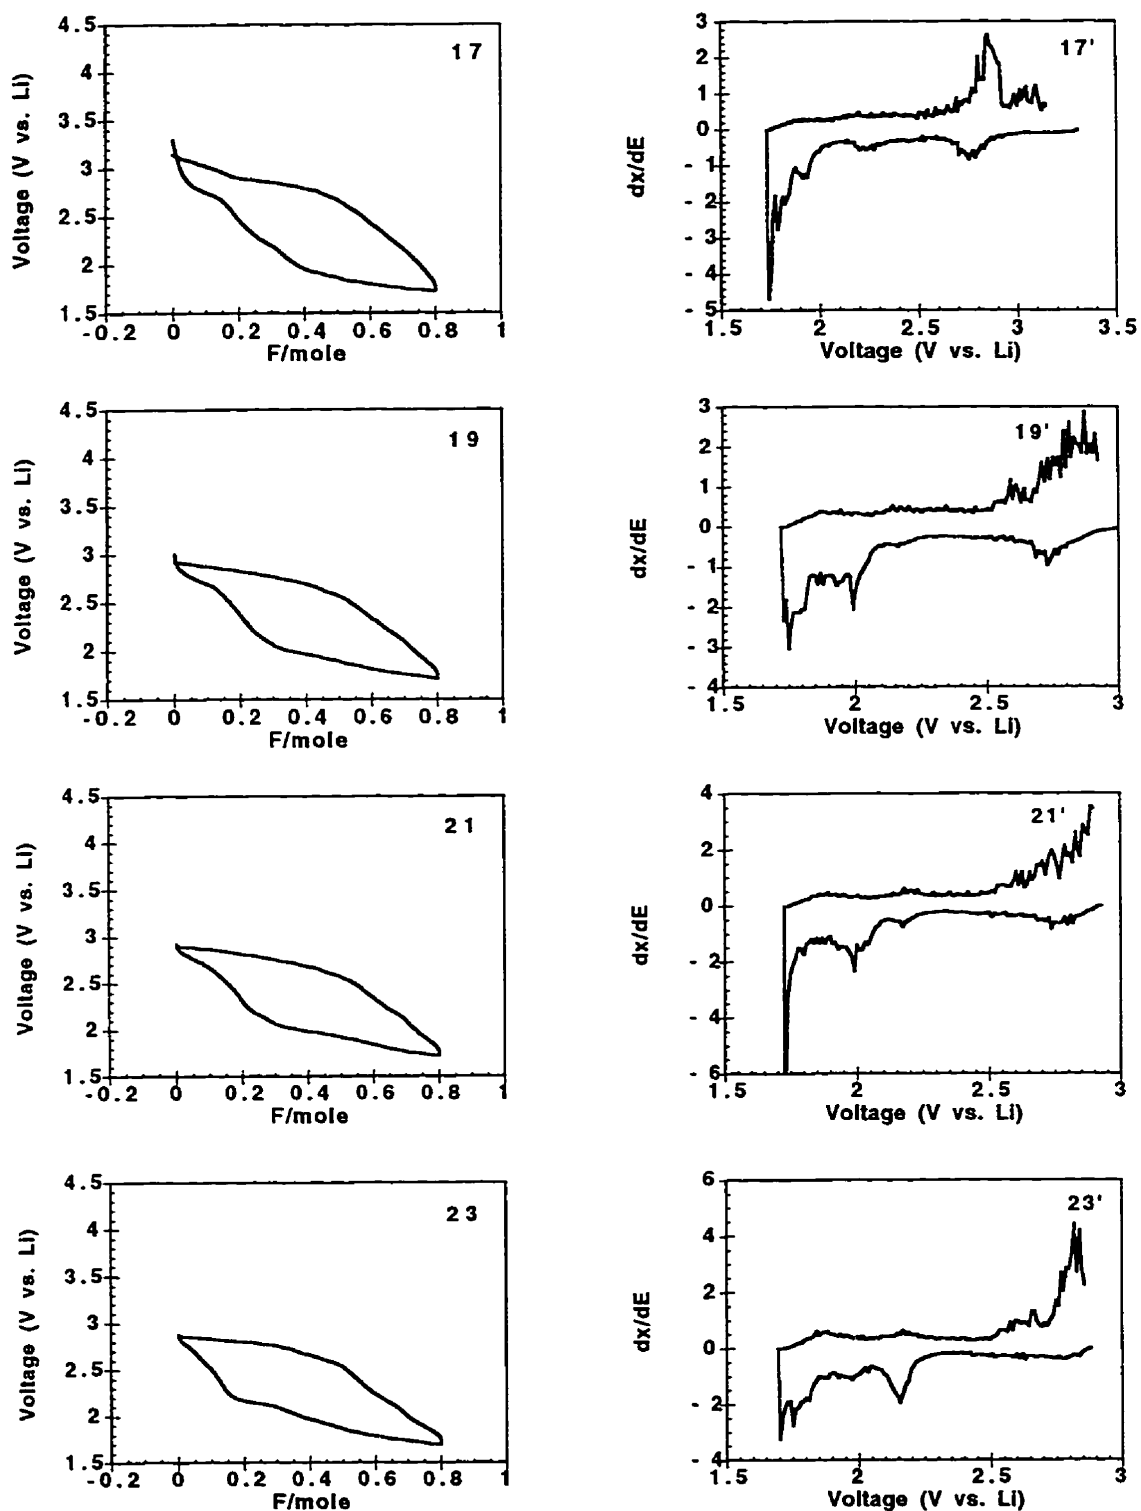 4.5
4
3.5
3
2.5
2
1.5
Voltage (V vs. Li)
17
-0.2 0 0.2 0.4 0.6 0.8 1
F/mole
3
2
1
0
- 1
- 2
- 3
- 4
- 5
dx/dE
17'
1.5 2 2.5 3 3.5
Voltage (V vs. Li)
4.5
4
3.5
3
2.5
2
1.5
Voltage (V vs. Li)
19
-0.2 0 0.2 0.4 0.6 0.8 1
F/mole
3
2
1
0
- 1
- 2
- 3
- 4
dx/dE
19'
1.5 2 2.5 3
Voltage (V vs. Li)
4.5
4
3.5
3
2.5
2
1.5
Voltage (V vs. Li)
21
-0.2 0 0.2 0.4 0.6 0.8 1
F/mole
4
2
0
- 2
- 4
- 6
dx/dE
21'
1.5 2 2.5 3
Voltage (V vs. Li)
4.5
4
3.5
3
2.5
2
1.5
Voltage (V vs. Li)
23
-0.2 0 0.2 0.4 0.6 0.8 1
F/mole
6
4
2
0
- 2
- 4
dx/dE
23'
1.5 2 2.5 3
Voltage (V vs. Li)